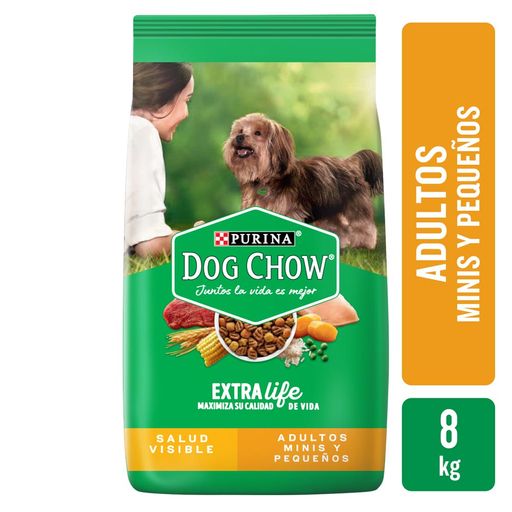 PURINA®
DOG CHOW®
Juntos la vida es mejor
EXTRA life
MAXIMIZA SU CALIDAD DE VIDA
SALUD
VISIBLE
ADULTOS
MINIS Y
PEQUEÑOS
ADULTOS
MINIS Y PEQUEÑOS
8
kg